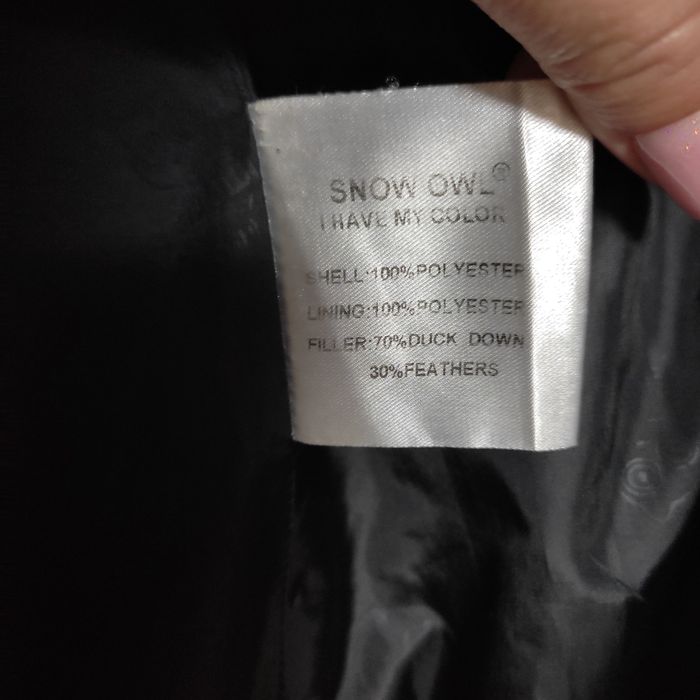 SNOW OWL®
I HAVE MY COLOR
SHELL:100%POLYESTER
LINING:100%POLYESTER
FILLER:70%DUCK DOWN
30%FEATHERS